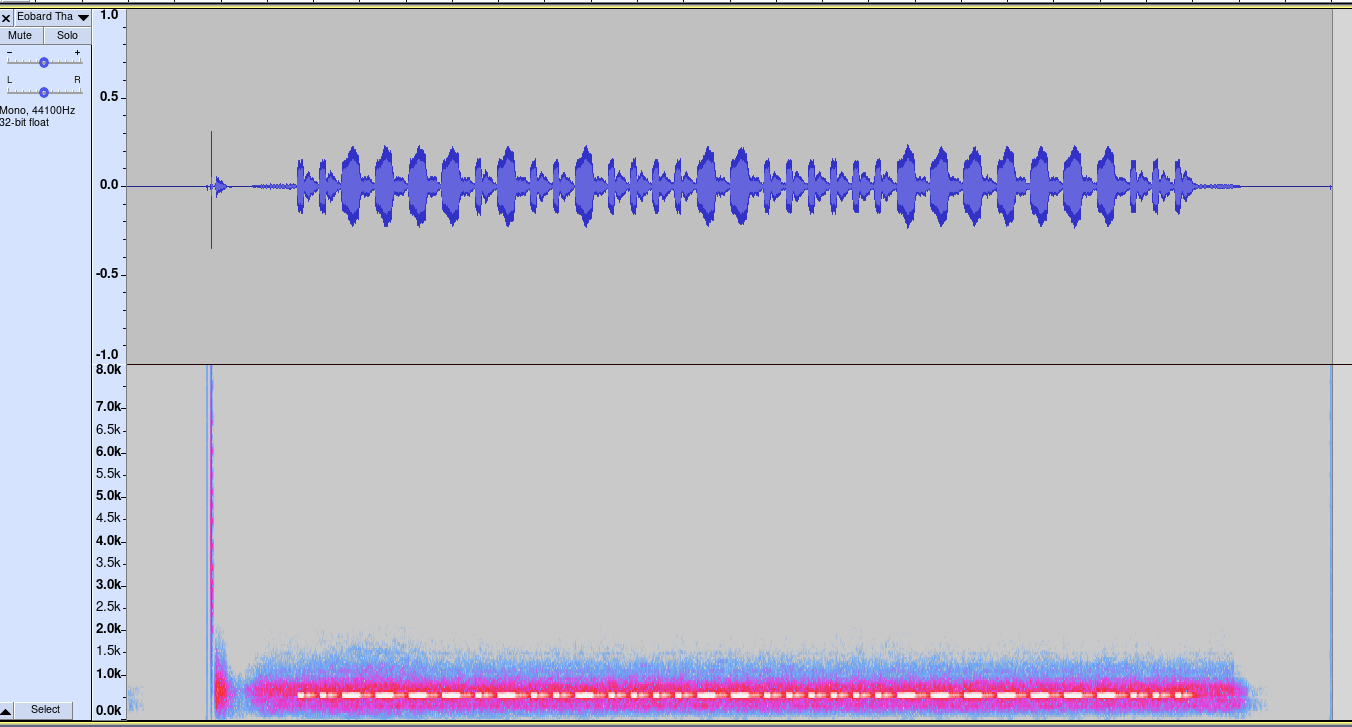 Eobard Tha
Mute Solo
- +
L R
Mono, 44100Hz
32-bit float
Select
1.0
0.5
0.0
-0.5
-1.0
8.0k
7.0k
6.5k
6.0k
5.5k
5.0k
4.5k
4.0k
3.5k
3.0k
2.5k
2.0k
1.5k
1.0k
0.0k